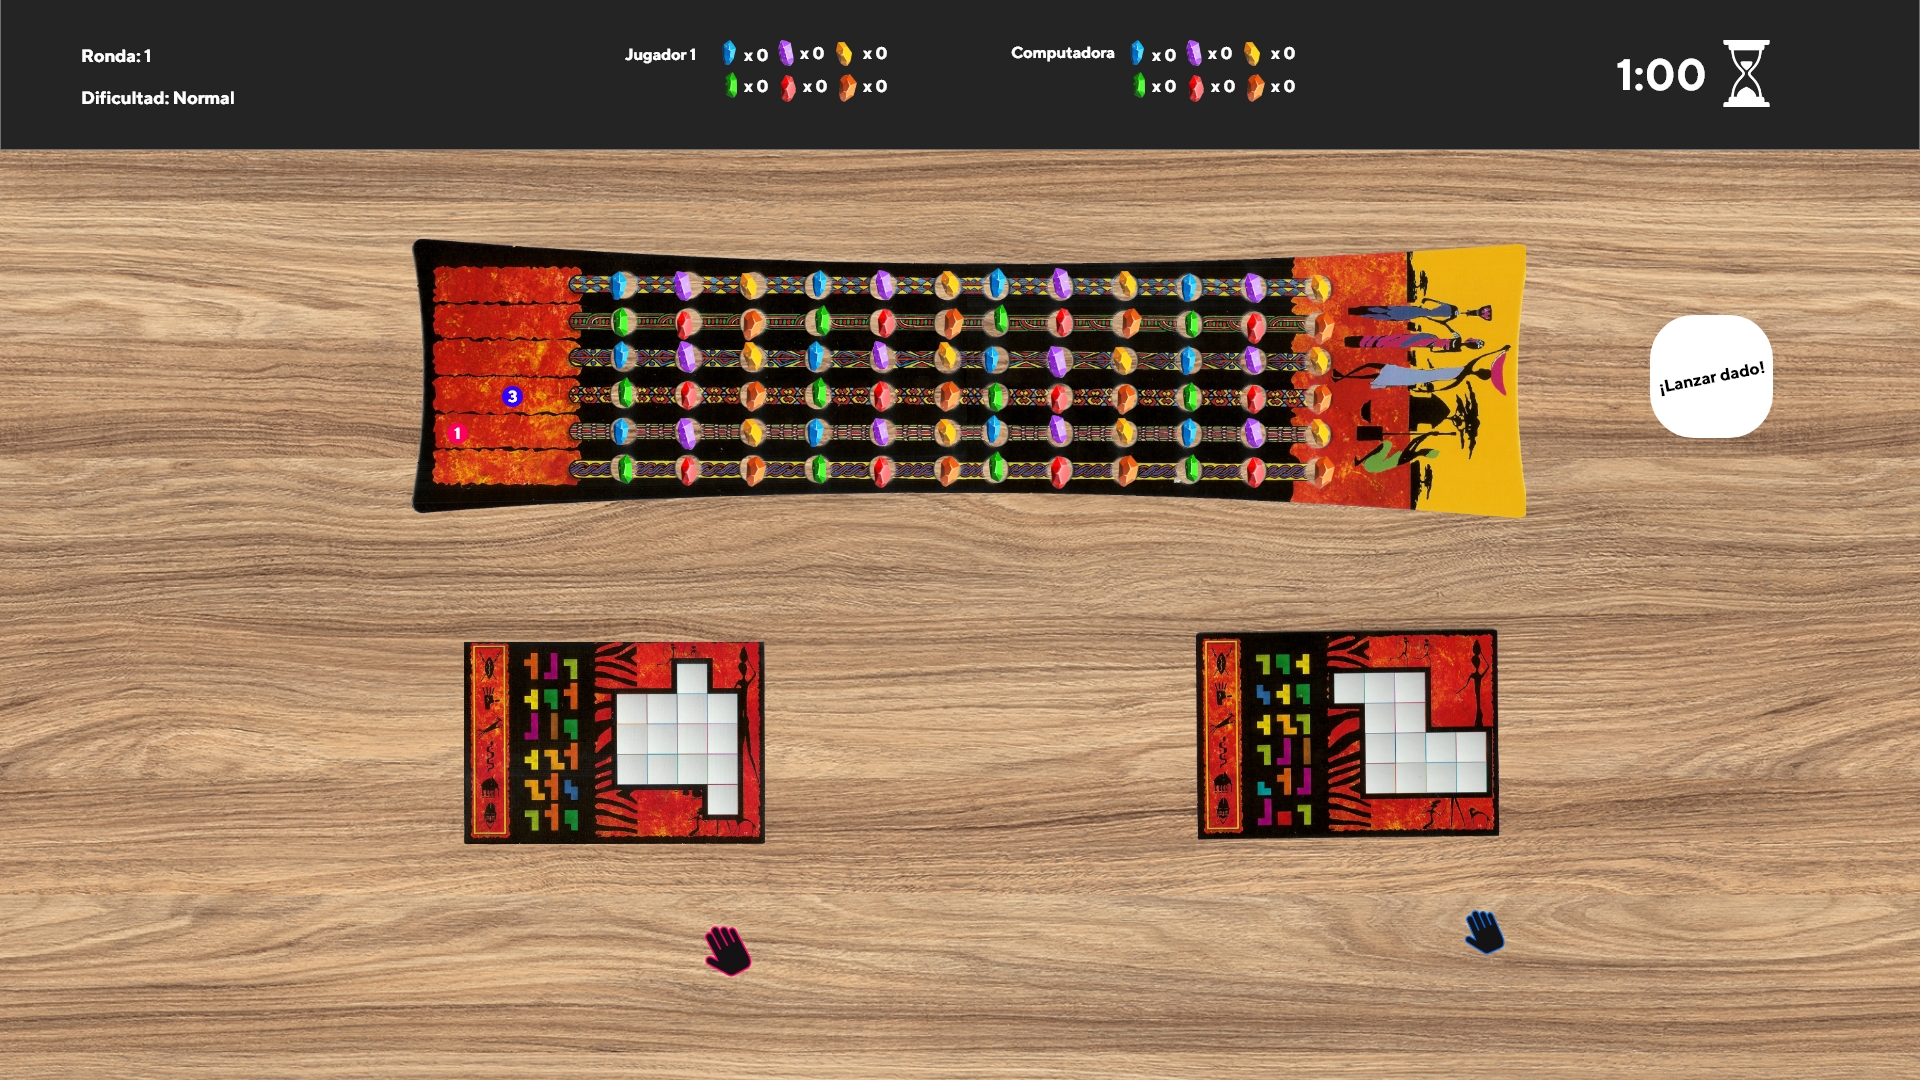 Ronda: 1
Dificultad: Normal
Jugador 1 x 0 x 0 x 0
x 0 x 0 x 0
Computadora x 0 x 0 x 0
x 0 x 0 x 0
1:00
3
1
¡Lanzar dado!